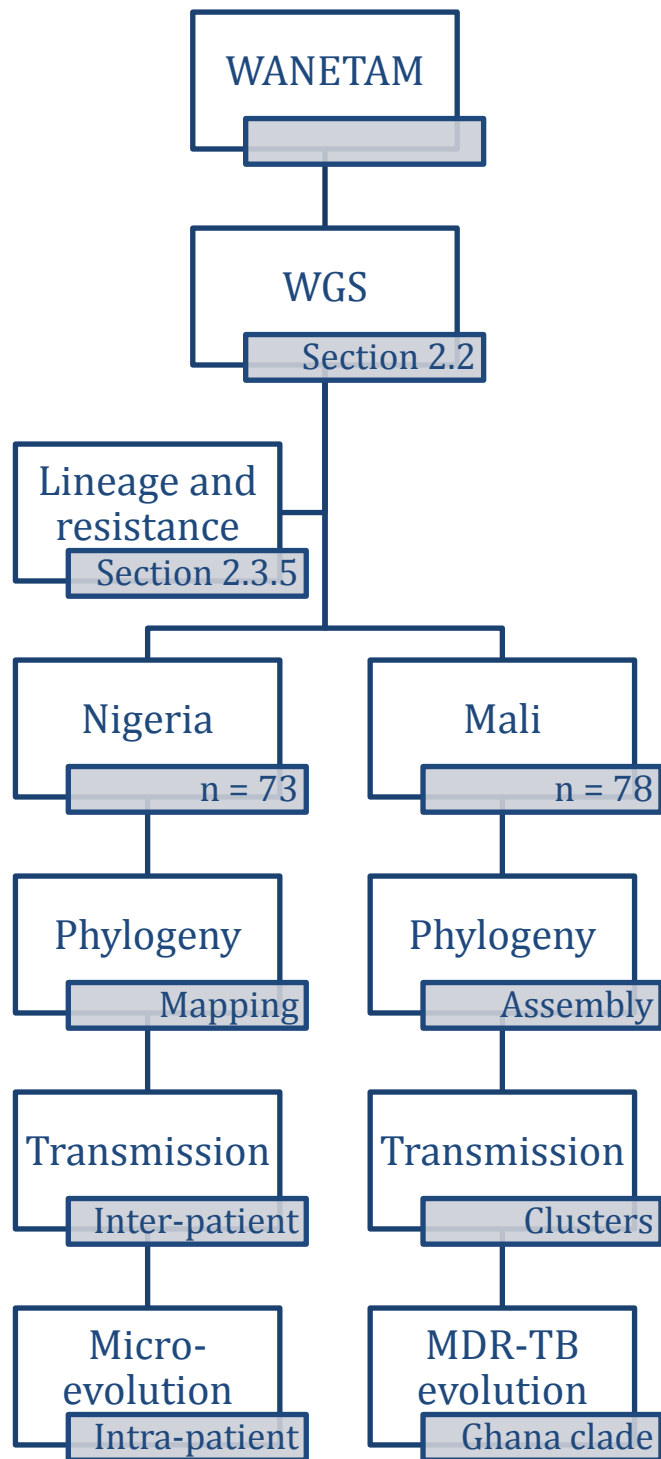 WANETAM
WGS
Section 2.2
Lineage and
resistance
Section 2.3.5
Nigeria
n = 73
Mali
n = 78
Phylogeny
Mapping
Phylogeny
Assembly
Transmission
Inter-patient
Transmission
Clusters
Micro-
evolution
Intra-patient
MDR-TB
evolution
Ghana clade